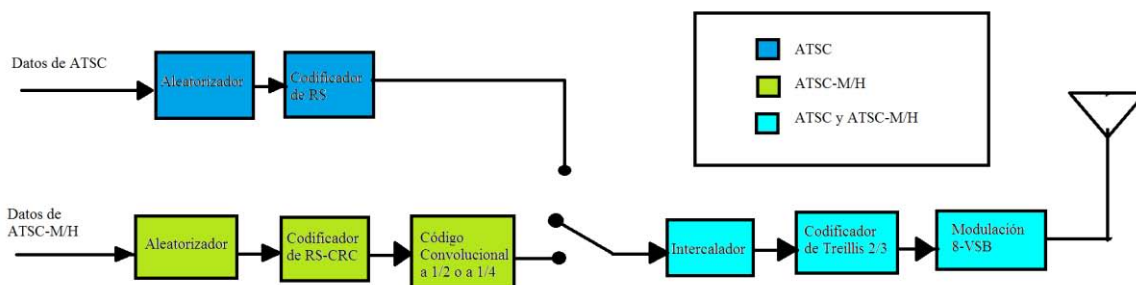 Datos de ATSC
Aleatorizador
Codificador
de RS
ATSC
ATSC-M/H
ATSC y ATSC-M/H
Datos de
ATSC-M/H
Aleatorizador
Codificador
de RS-CRC
Código
Convolucional
a 1/2 o a 1/4
Intercalador
Codificador
de Treillis 2/3
Modulación
8-VSB